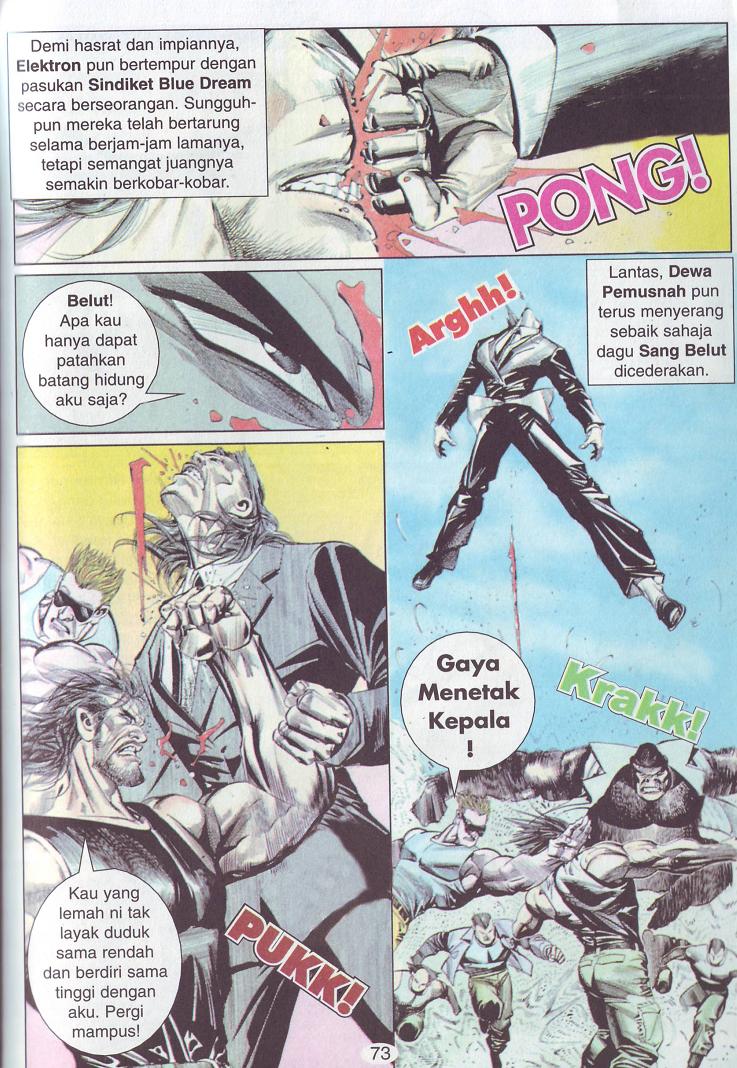 Demi hasrat dan impiannya,
Elektron pun bertempur dengan
pasukan Sindiket Blue Dream
secara berseorangan. Sungguh-
pun mereka telah bertarung
selama berjam-jam lamanya,
tetapi semangat juangnya
semakin berkobar-kobar.
PONG!
Belut!
Apa kau
hanya dapat
patahkan
batang hidung
aku saja?
Arghh!
Lantas, Dewa
Pemusnah pun
terus menyerang
sebaik sahaja
dagu Sang Belut
dicederakan.
Kau yang
lemah ni tak
layak duduk
sama rendah
dan berdiri sama
tinggi dengan
aku. Pergi
mampus!
PUKK!
Gaya
Menetak
Kepala
!
Krakk!
73